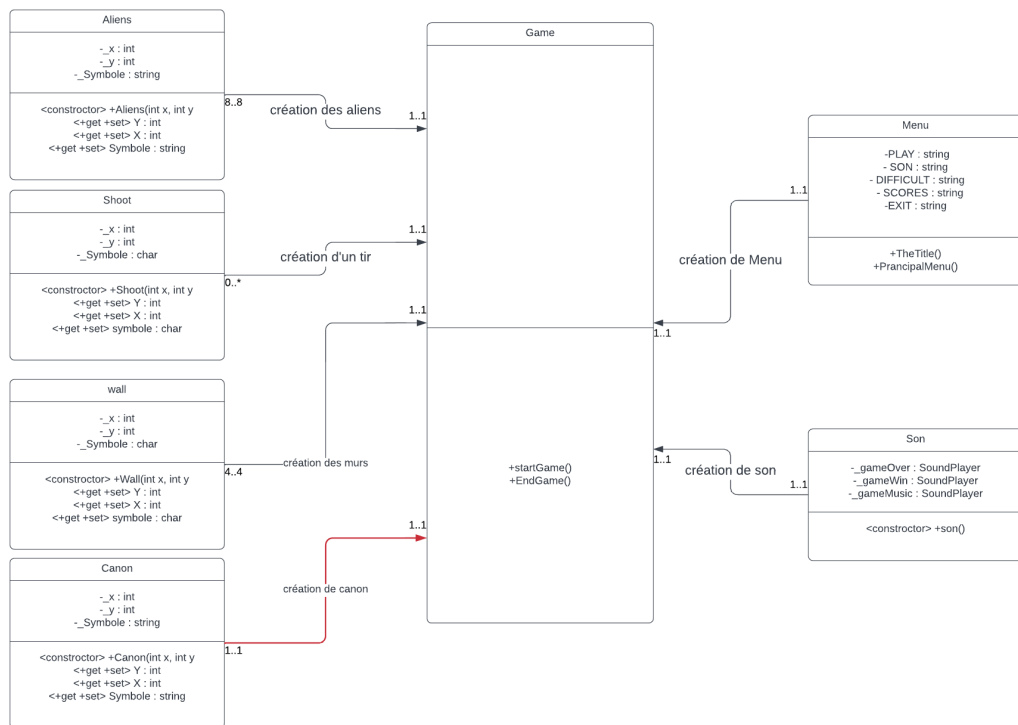 Aliens
-_x : int
-_y : int
-_Symbole : string
<constroctor> +Aliens(int x, int y
<+get +set> Y : int
<+get +set> X : int
<+get +set> Symbole : string
8..8
création des aliens
1..1
Shoot
-_x : int
-_y : int
-_Symbole : char
<constroctor> +Shoot(int x, int y
<+get +set> Y : int
<+get +set> X : int
<+get +set> symbole : char
0..*
création d'un tir
1..1
wall
-_x : int
-_y : int
-_Symbole : char
<constroctor> +Wall(int x, int y
<+get +set> Y : int
<+get +set> X : int
<+get +set> symbole : char
4..4
création des murs
1..1
Canon
-_x : int
-_y : int
-_Symbole : string
<constroctor> +Canon(int x, int y
<+get +set> Y : int
<+get +set> X : int
<+get +set> Symbole : string
1..1
création de canon
1..1
Game
+startGame()
+EndGame()
Menu
-PLAY : string
- SON : string
- DIFFICULT : string
- SCORES : string
-EXIT : string
+TheTitle()
+PrancipalMenu()
1..1
création de Menu
1..1
Son
-_gameOver : SoundPlayer
-_gameWin : SoundPlayer
-_gameMusic : SoundPlayer
<constroctor> +son()
1..1
création de son
1..1